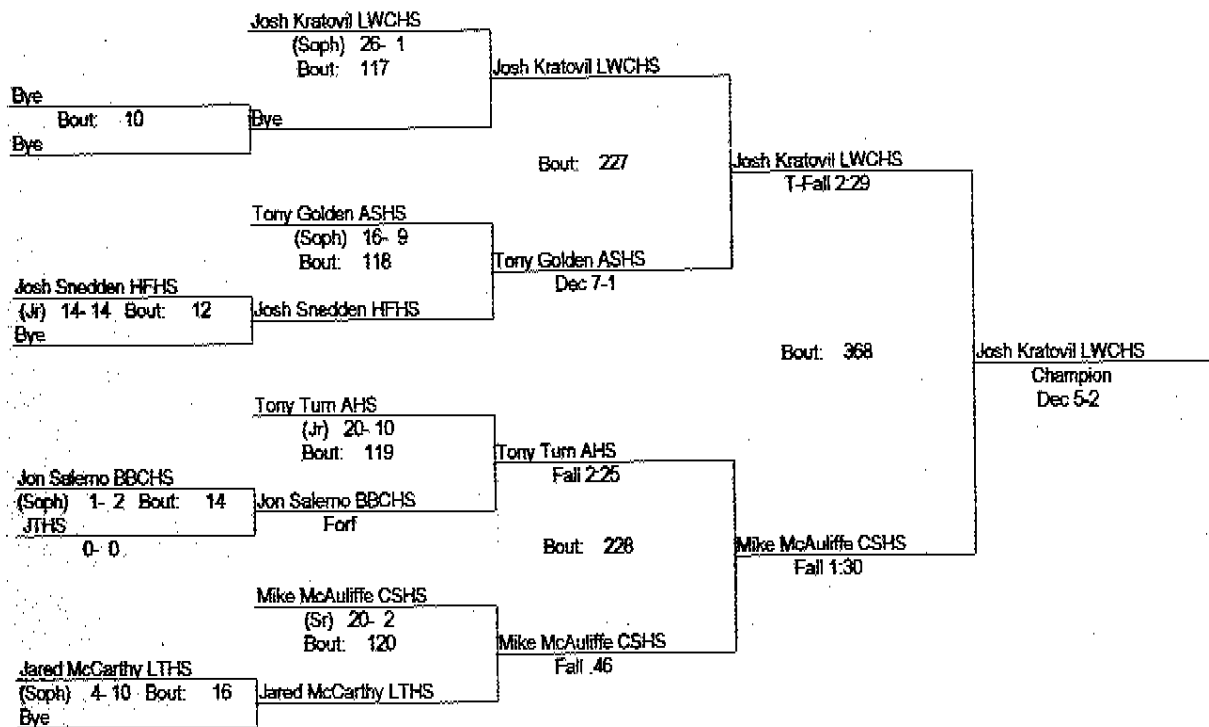 Josh Kratovil LWCHS
(Soph) 26- 1
Bout: 117
Josh Kratovil LWCHS
Bye
Bout: 10
Bye
Bye
Bout: 227
Josh Kratovil LWCHS
T-Fall 2:29
Tony Golden ASHS
(Soph) 16- 9
Bout: 118
Tony Golden ASHS
Dec 7-1
Josh Snedden HFHS
(Jr) 14- 14 Bout: 12
Josh Snedden HFHS
Bye
Bout: 368
Josh Kratovil LWCHS
Champion
Dec 5-2
Tony Turn AHS
(Jr) 20- 10
Bout: 119
Tony Turn AHS
Fall 2:25
Jon Salerno BBCHS
(Soph) 1- 2 Bout: 14
Jon Salerno BBCHS
Forf
JTHS
0- 0
Bout: 228
Mike McAuliffe CSHS
Fall 1:30
Mike McAuliffe CSHS
(Sr) 20- 2
Bout: 120
Mike McAuliffe CSHS
Fall .46
Jared McCarthy LTHS
(Soph) 4- 10 Bout: 16
Jared McCarthy LTHS
Bye